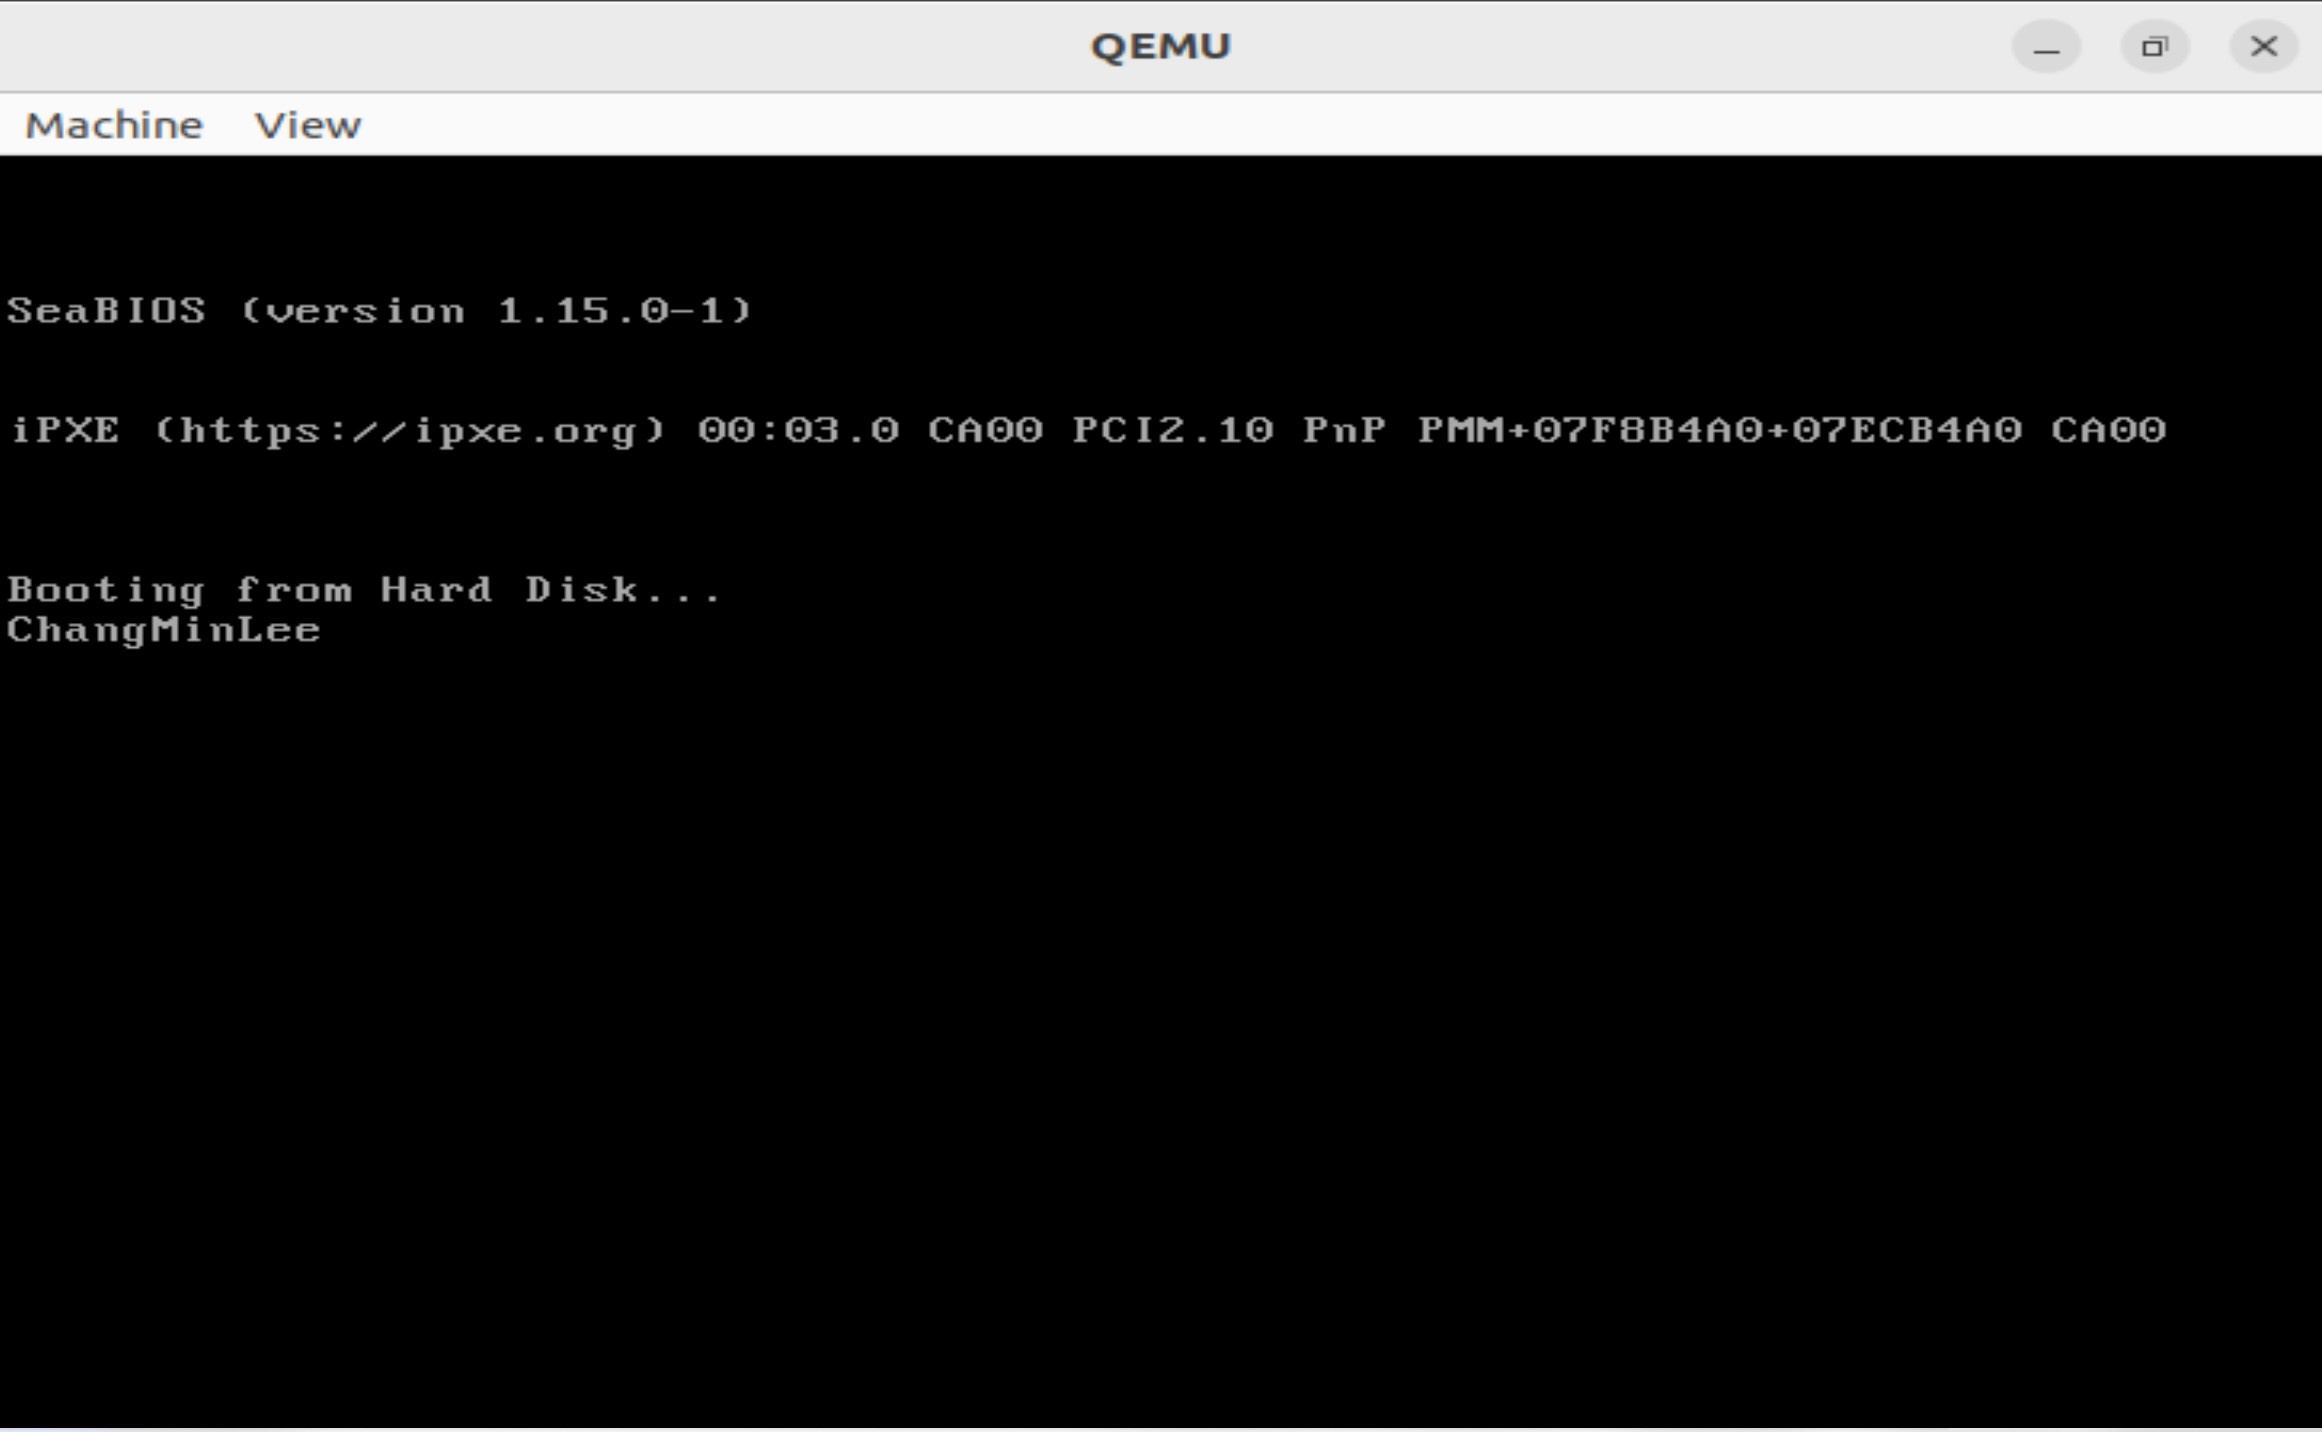 QEMU
Machine View
SeaBIOS (version 1.15.0-1)
iPXE (https://ipxe.org) 00:03.0 CA00 PCI2.10 PnP PMM+07F8B4A0+07ECB4A0 CA00
Booting from Hard Disk...
ChangMinLee